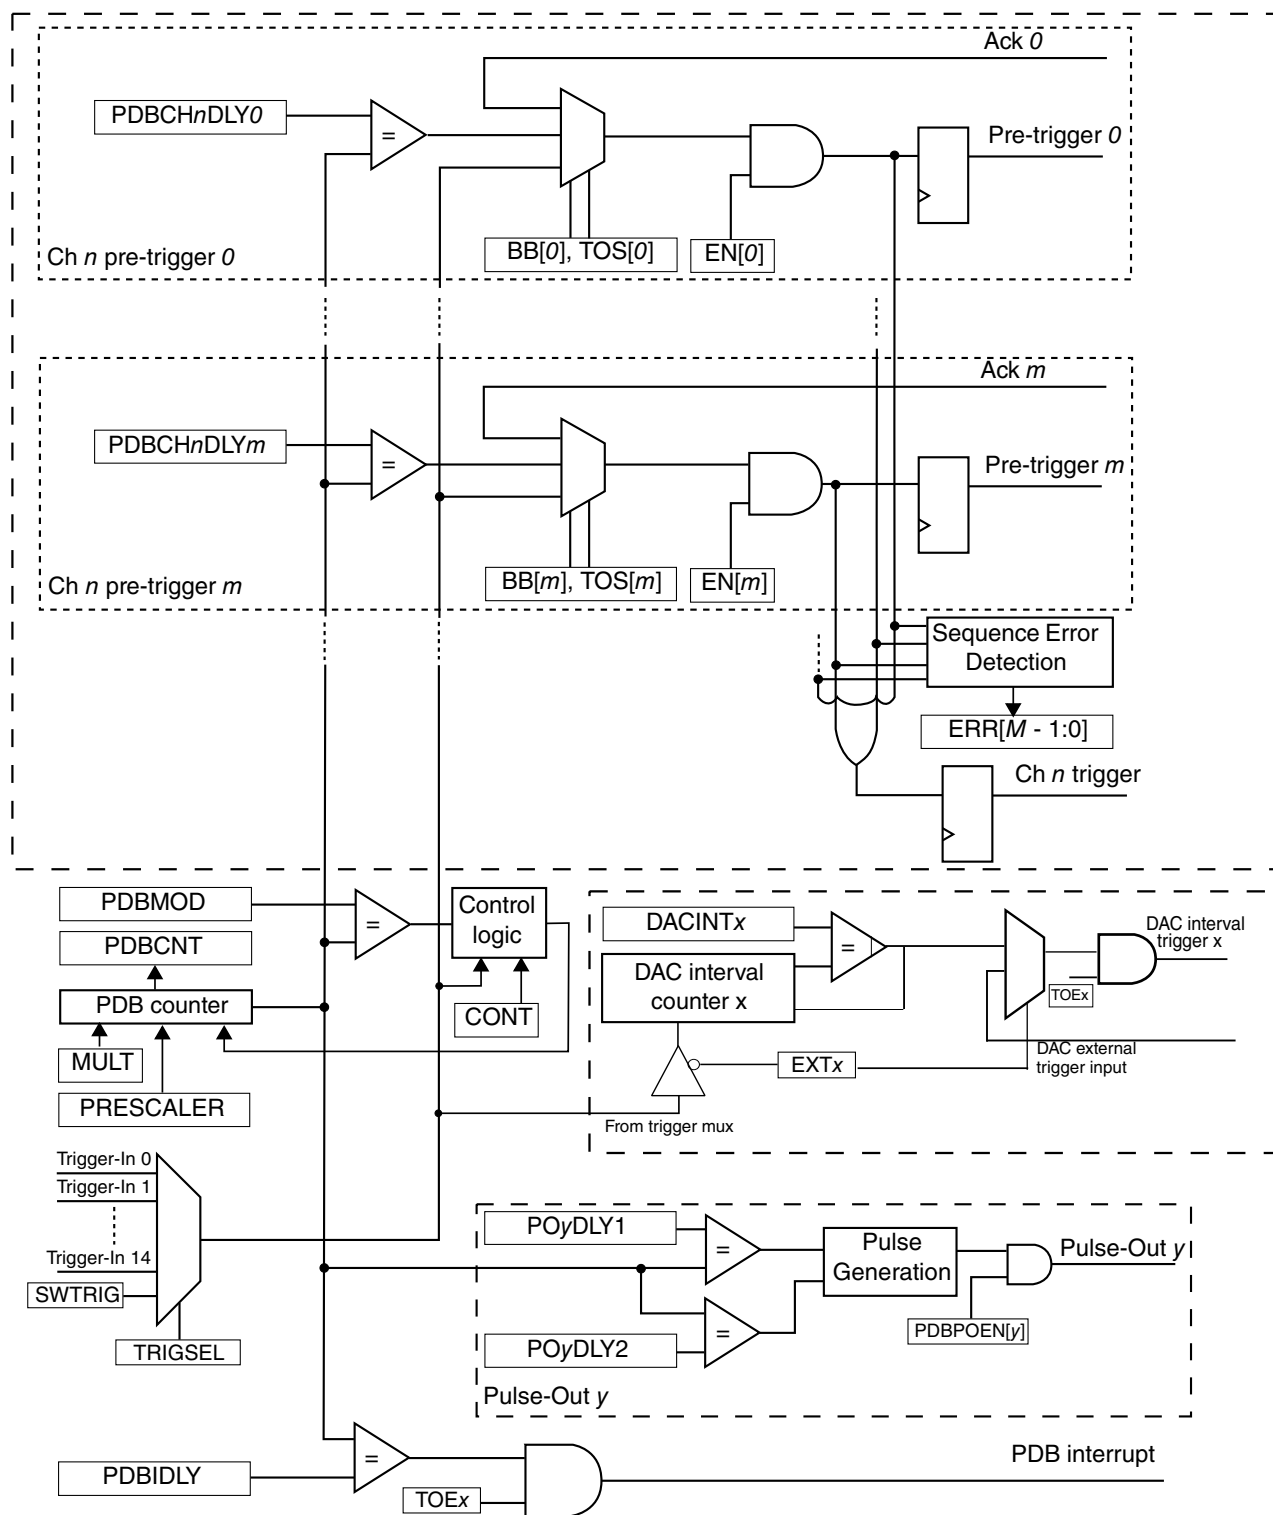 Ack 0
PDBCHnDLY0
=
Pre-trigger 0
BB[0], TOS[0]
EN[0]
Ch n pre-trigger 0
Ack m
PDBCHnDLYm
=
Pre-trigger m
BB[m], TOS[m]
EN[m]
Ch n pre-trigger m
Sequence Error
Detection
ERR[M - 1:0]
Ch n trigger
PDBMOD
=
Control
logic
PDBCNT
PDB counter
CONT
MULT
PRESCALER
DACINTx
=
DAC interval
counter x
DAC interval
trigger x
TOEx
EXTx
DAC external
trigger input
From trigger mux
Trigger-In 0
Trigger-In 1
Trigger-In 14
SWTRIG
TRIGSEL
POyDLY1
=
Pulse
Generation
Pulse-Out y
=
POyDLY2
PDBPOEN[y]
Pulse-Out y
=
PDB interrupt
PDBIDLY
TOEx